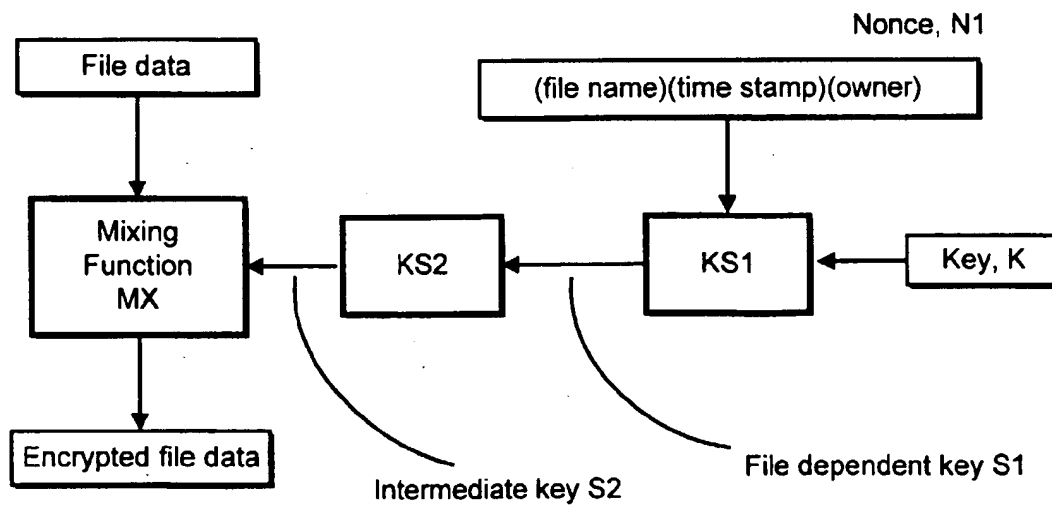 Nonce, N1
File data
(file name)(time stamp)(owner)
Mixing
Function
MX
KS2
KS1
Key, K
Encrypted file data
Intermediate key S2
File dependent key S1